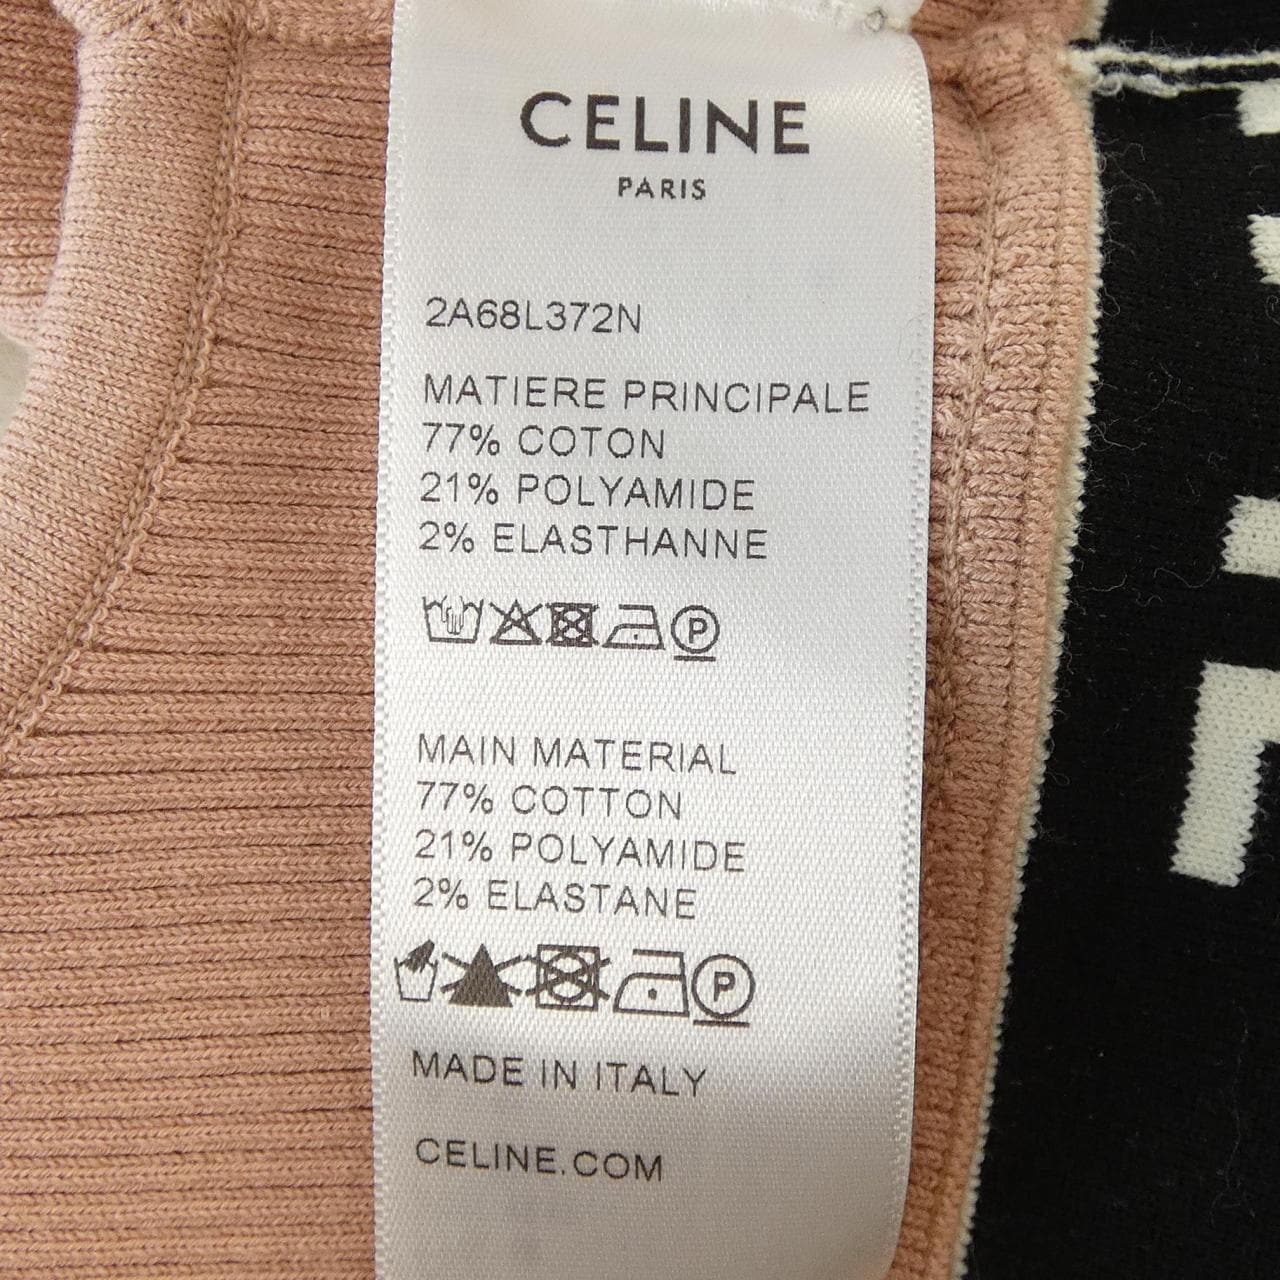 CELINE
PARIS
2A68L372N
MATIERE PRINCIPALE
77% COTON
21% POLYAMIDE
2% ELASTHANNE
P
MAIN MATERIAL
77% COTTON
21% POLYAMIDE
2% ELASTANE
P
MADE IN ITALY
CELINE.COM